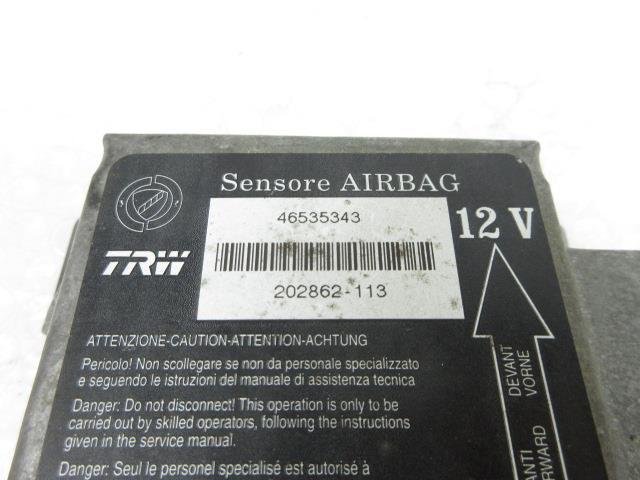 Sensore AIRBAG
46535343
12 V
TRW
202862-113
ATTENZIONE-CAUTION-ATTENTION-ACHTUNG
Pericolo! Non scollegare se non da personale specializzato
e seguendo le istruzioni del manuale di assistenza tecnica
Danger: Do not disconnect! This operation is only to be
carried out by skilled operators, following the instructions
given in the service manual.
Danger: Seul le personel specialisé est autorisé à
DEVANT
VORNE